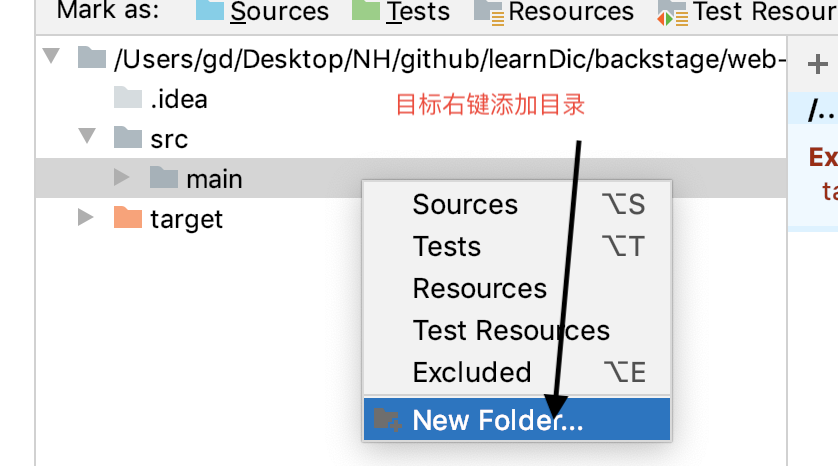 Mark as: Sources Tests Resources Test Resour
/Users/gd/Desktop/NH/github/learnDic/backstage/web-
+
.idea
目标右键添加目录
/..
src
Ex
main
ta
Sources ⌥S
target
Tests ⌥T
Resources
Test Resources
Excluded ⌥E
New Folder...